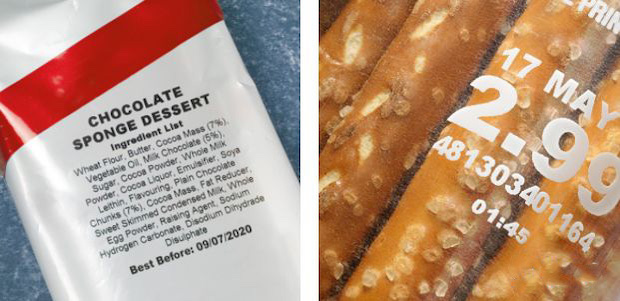 CHOCOLATE
SPONGE DESSERT
Ingredient List
Wheat Flour, Butter, Cocoa Mass (7%),
Vegetable Oil, Milk Chocolate (5%),
Sugar, Cocoa Powder, Whole Milk
Powder, Cocoa Liquor, Emulsifier, Soya
Leithin, Flavouring, Plain Chocolate
Chunks (7%), Cocoa Mass, Fat Reducer,
Sweet Skimmed Condensed Milk, Whole
Egg Powder, Raising Agent, Sodium
Hydrogen Carbonate, Disodium Dihydrade
Disulphate
Best Before: 09/07/2020
E PRIN
17 MAY
2.99
481303401164
01:45